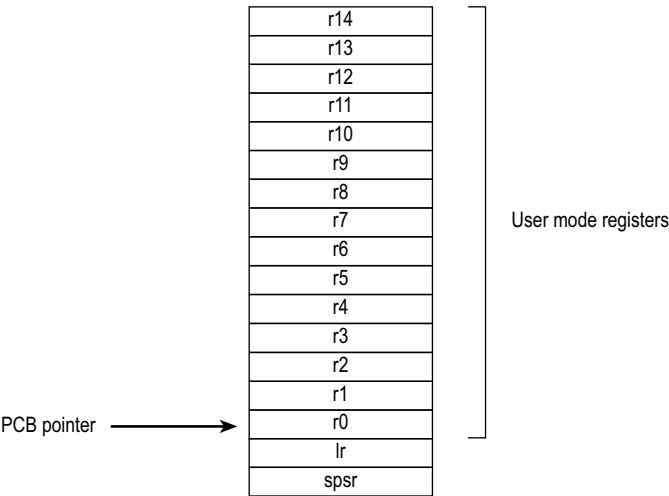 r14
r13
r12
r11
r10
r9
r8
r7
User mode registers
r6
r5
r4
r3
r2
r1
PCB pointer
r0
lr
spsr